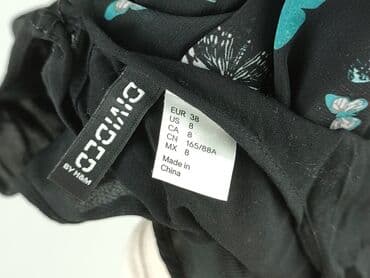 DIVIDED
BY H&M
EUR 38
US 8
CA 8
CN 165/88A
MX 8
Made in
China